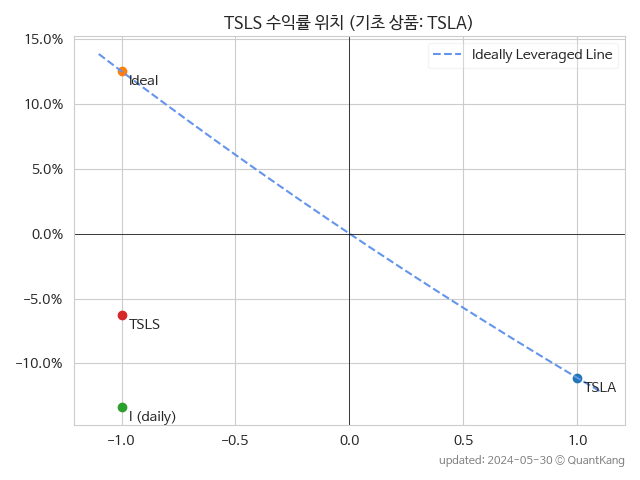 TSLS 수익률 위치 (기초 상품: TSLA)
15.0%
Ideally Leveraged Line
Ideal
10.0%
5.0%
0.0%
−5.0%
TSLS
−10.0%
TSLA
I (daily)
−1.0 −0.5 0.0 0.5 1.0
updated: 2024-05-30 © QuantKang